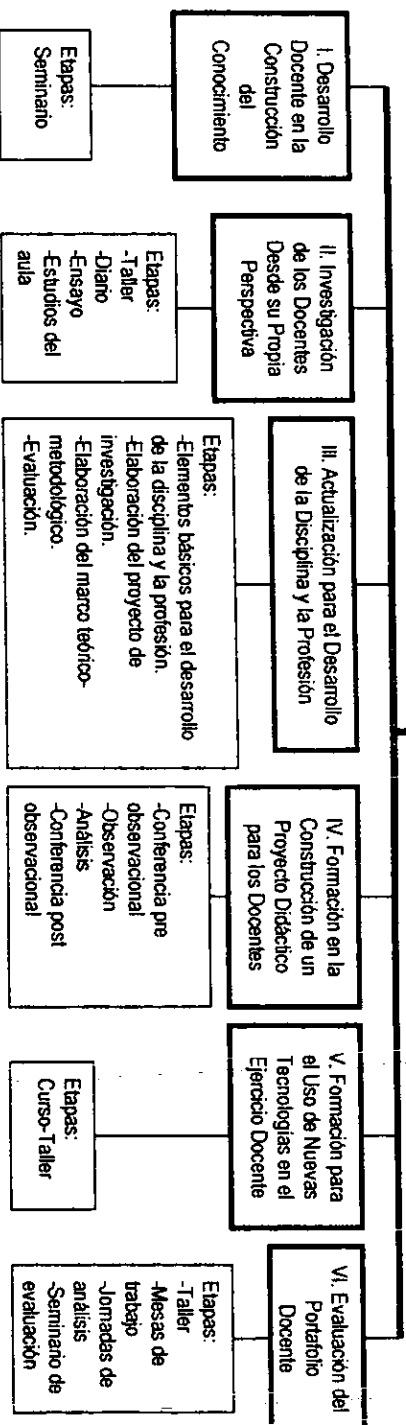 I. Desarrollo
Docente en la
Construcción
del
Conocimiento
Etapas:
Seminario
II. Investigación
de los Docentes
Desde su Propia
Perspectiva
Etapas:
-Taller
-Diario
-Ensayo
-Estudios del
aula
III. Actualización para el Desarrollo
de la Disciplina y la Profesión
Etapas:
-Elementos básicos para el desarrollo
de la disciplina y la profesión.
-Elaboración del proyecto de
investigación.
-Elaboración del marco teórico-
metodológico.
-Evaluación.
IV. Formación en la
Construcción de un
Proyecto Didáctico
para los Docentes
Etapas:
-Conferencia pre
observacional
-Observación
-Análisis
-Conferencia post
observacional
V. Formación para
el Uso de Nuevas
Tecnologías en el
Ejercicio Docente
Etapas:
Curso-Taller
VI. Evaluación del
Portafolio
Docente
Etapas:
-Taller
-Mesas de
trabajo
-Jornadas de
análisis
-Seminario de
evaluación